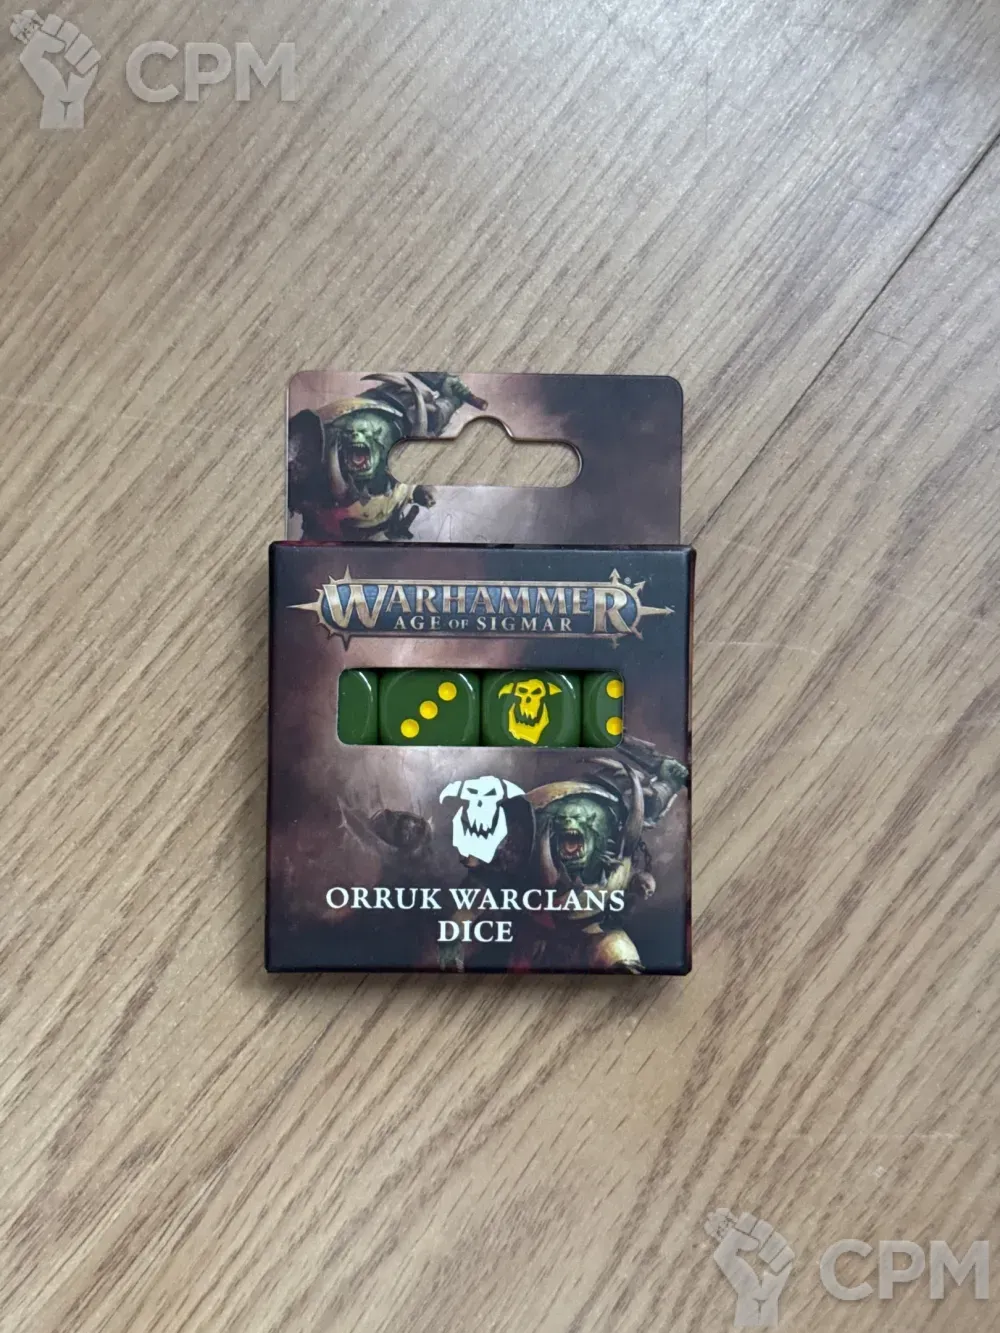 CPM
WARHAMMER
AGE OF SIGMAR
ORRUK WARCLANS
DICE
CPM